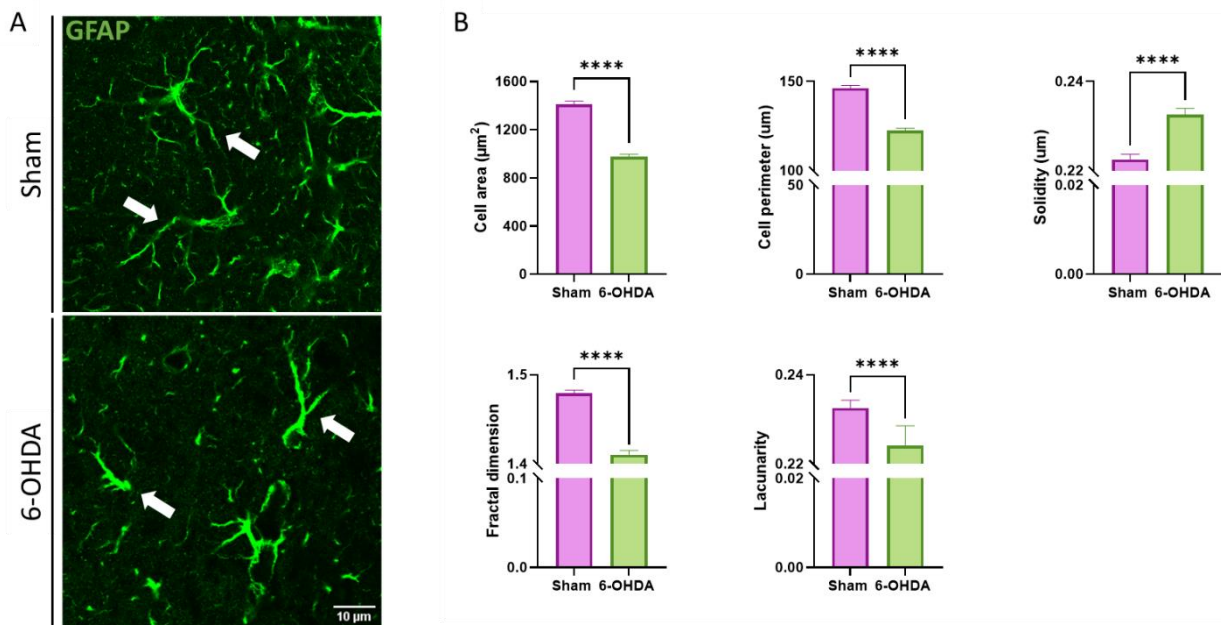 A
GFAP
Sham
6-OHDA
10 µm
B
****
1600
1200
800
400
0
Cell area (µm²)
Sham 6-OHDA
****
150
100
50
0
Cell perimeter (um)
Sham 6-OHDA
****
0.24
0.22
0.02
0.00
Solidity (um)
Sham 6-OHDA
****
1.5
1.4
0.1
0.0
Fractal dimension
Sham 6-OHDA
****
0.24
0.22
0.02
0.00
Lacunarity
Sham 6-OHDA